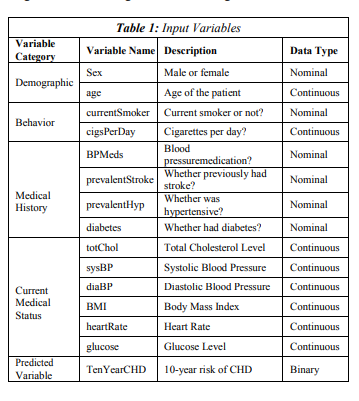 Table 1: Input Variables
Variable Category Variable Name Description Data Type
Demographic Sex Male or female Nominal
age Age of the patient Continuous
Behavior currentSmoker Current smoker or not? Nominal
cigsPerDay Cigarettes per day? Continuous
Medical History BPMeds Blood pressuremedication? Nominal
prevalentStroke Whether previously had stroke? Nominal
prevalentHyp Whether was hypertensive? Nominal
diabetes Whether had diabetes? Nominal
Current Medical Status totChol Total Cholesterol Level Continuous
sysBP Systolic Blood Pressure Continuous
diaBP Diastolic Blood Pressure Continuous
BMI Body Mass Index Continuous
heartRate Heart Rate Continuous
glucose Glucose Level Continuous
Predicted Variable TenYearCHD 10-year risk of CHD Binary